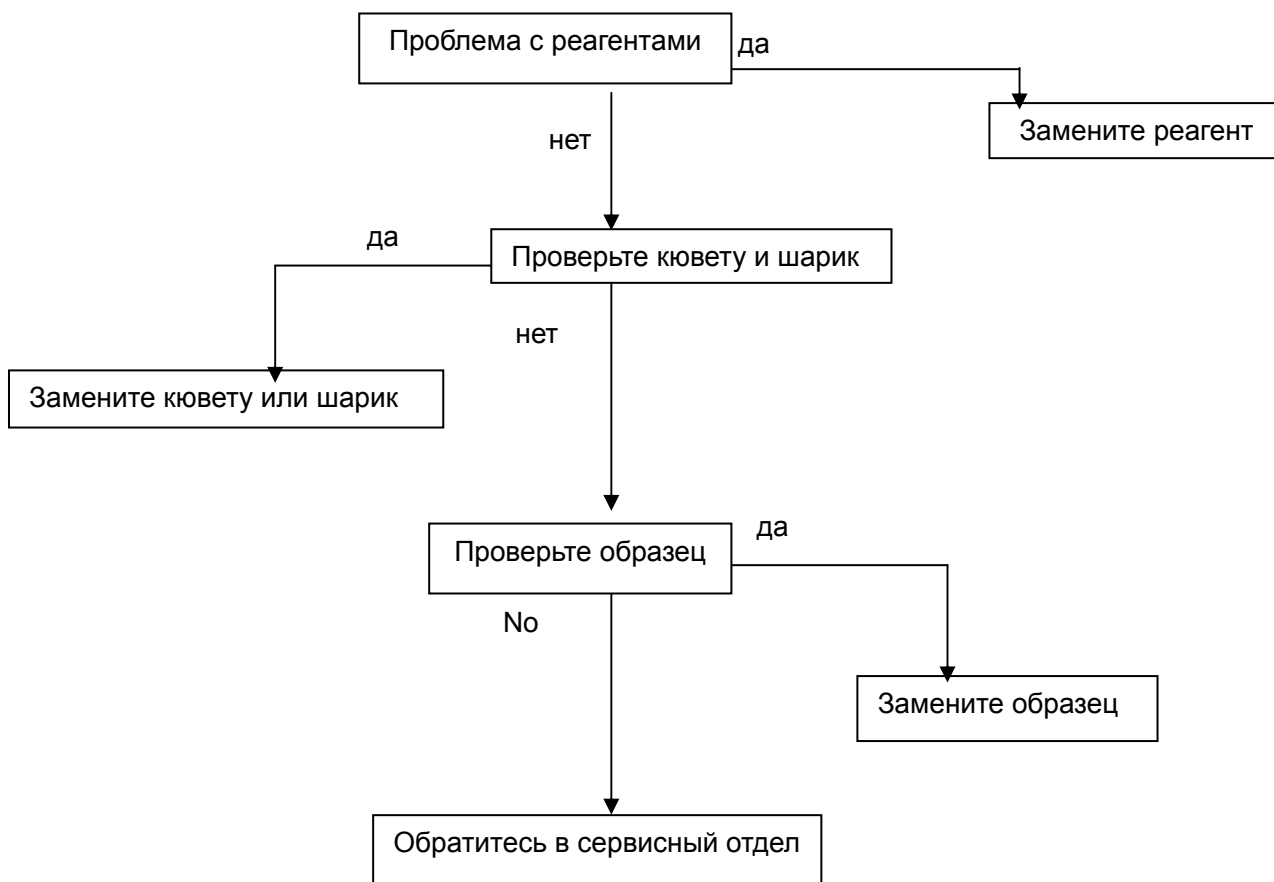 Проблема с реагентами
да
Замените реагент
нет
да
Проверьте кювету и шарик
нет
Замените кювету или шарик
да
Проверьте образец
No
Замените образец
Обратитесь в сервисный отдел